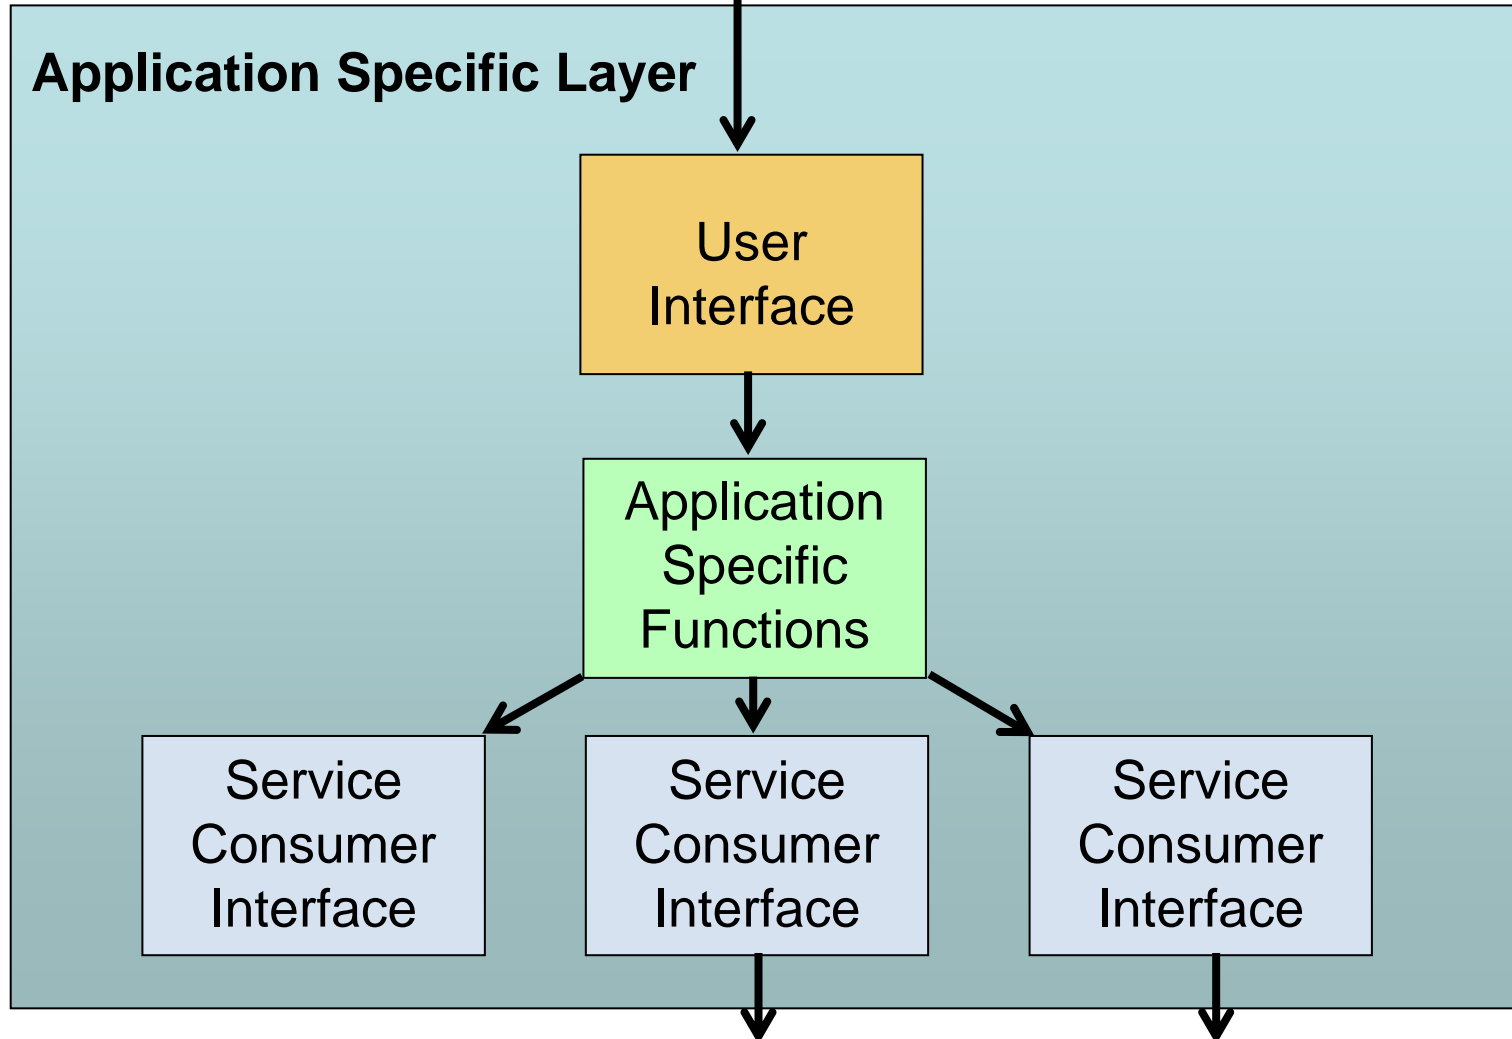 Application Specific Layer
User
Interface
Application
Specific
Functions
Service
Consumer
Interface
Service
Consumer
Interface
Service
Consumer
Interface